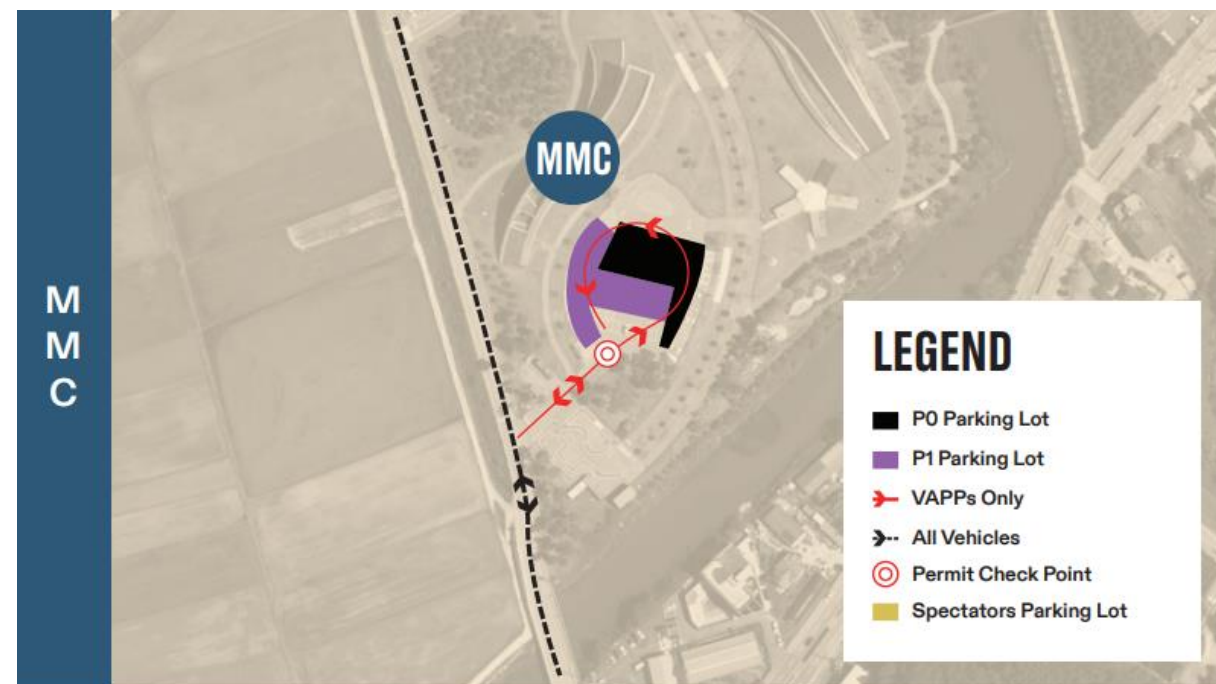 M
M
C
MMC
LEGEND
P0 Parking Lot
P1 Parking Lot
VAPPs Only
All Vehicles
Permit Check Point
Spectators Parking Lot